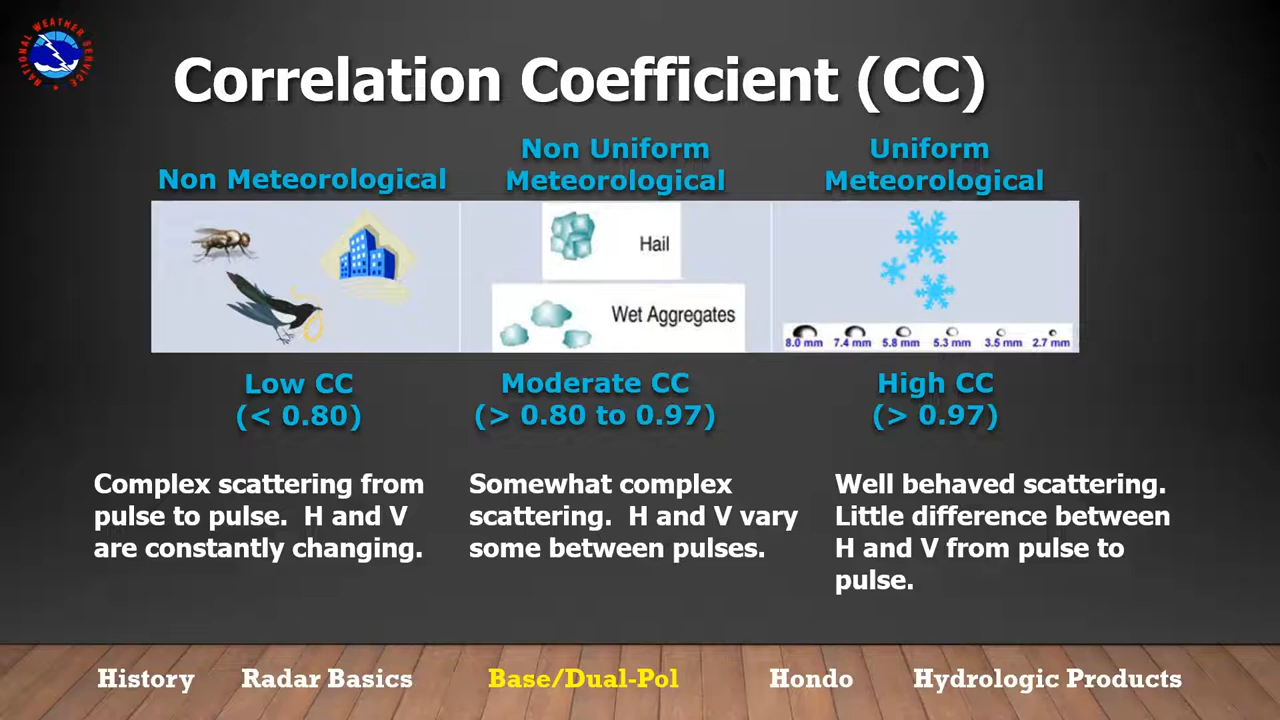 NATIONAL WEATHER SERVICE
Correlation Coefficient (CC)
Non Meteorological
Non Uniform
Meteorological
Uniform
Meteorological
Hail
Wet Aggregates
8.0 mm 7.4 mm 5.8 mm 5.3 mm 3.5 mm 2.7 mm
Low CC
(< 0.80)
Moderate CC
(> 0.80 to 0.97)
High CC
(> 0.97)
Complex scattering from
pulse to pulse. H and V
are constantly changing.
Somewhat complex
scattering. H and V vary
some between pulses.
Well behaved scattering.
Little difference between
H and V from pulse to
pulse.
History Radar Basics Base/Dual-Pol Hondo Hydrologic Products